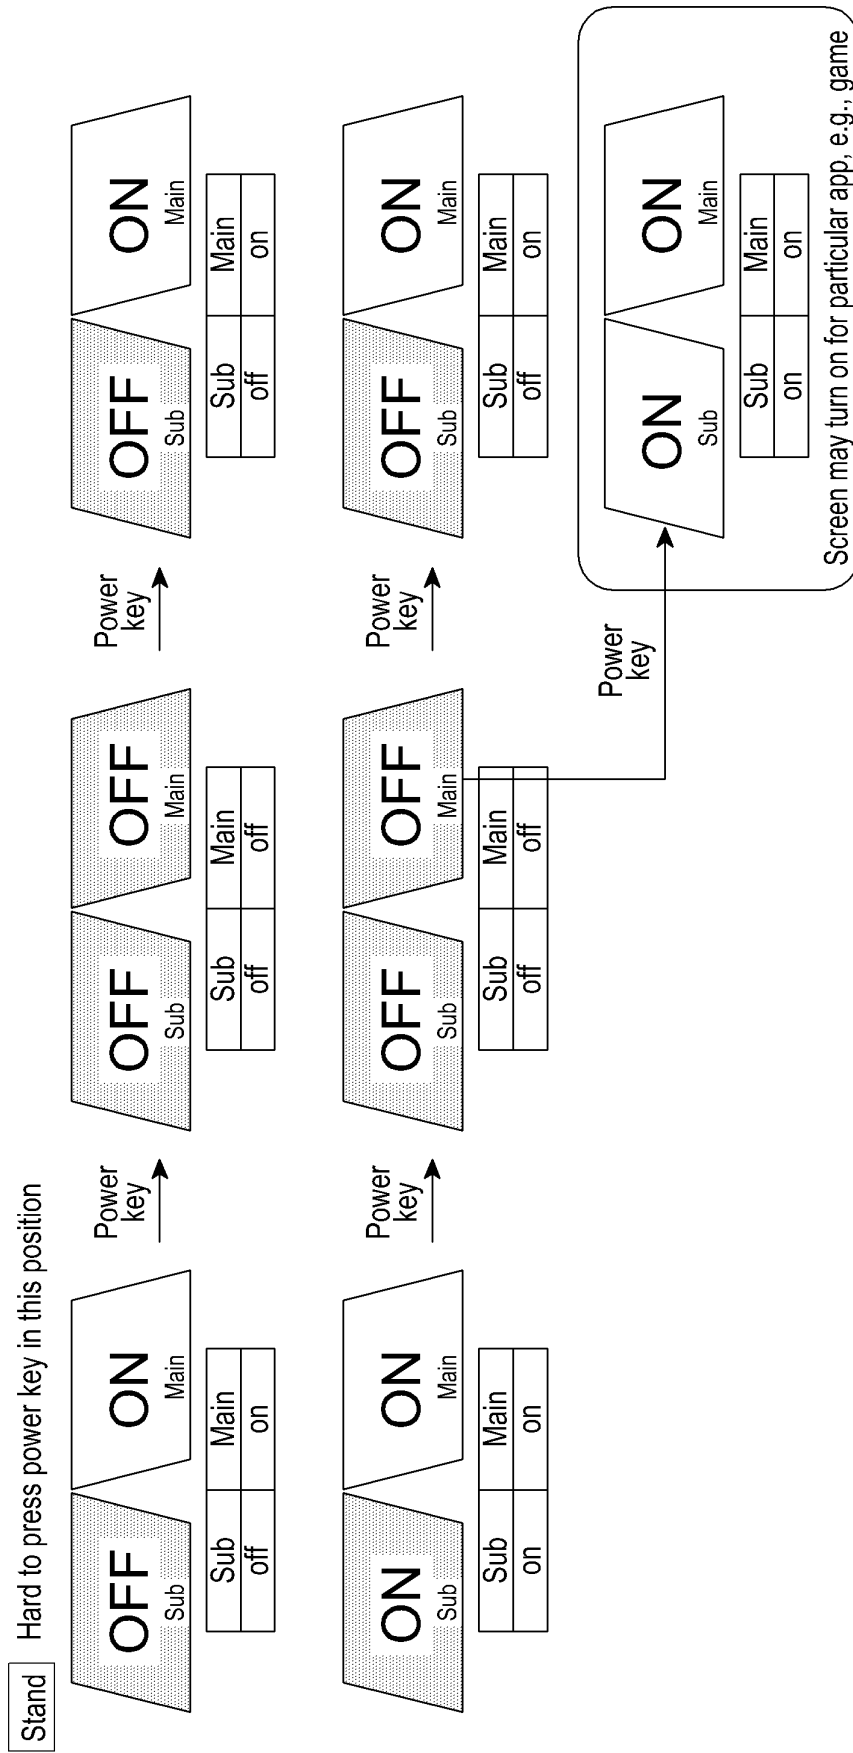 Stand
Hard to press power key in this position
OFF
Sub
ON
Main
Sub Main
off on
Power
key
OFF
Sub
OFF
Main
Sub Main
off off
Power
key
OFF
Sub
ON
Main
Sub Main
off on
ON
Sub
ON
Main
Sub Main
on on
Power
key
OFF
Sub
OFF
Main
Sub Main
off off
Power
key
OFF
Sub
ON
Main
Sub Main
off on
Power
key
ON
Sub
ON
Main
Sub Main
on on
Screen may turn on for particular app, e.g., game